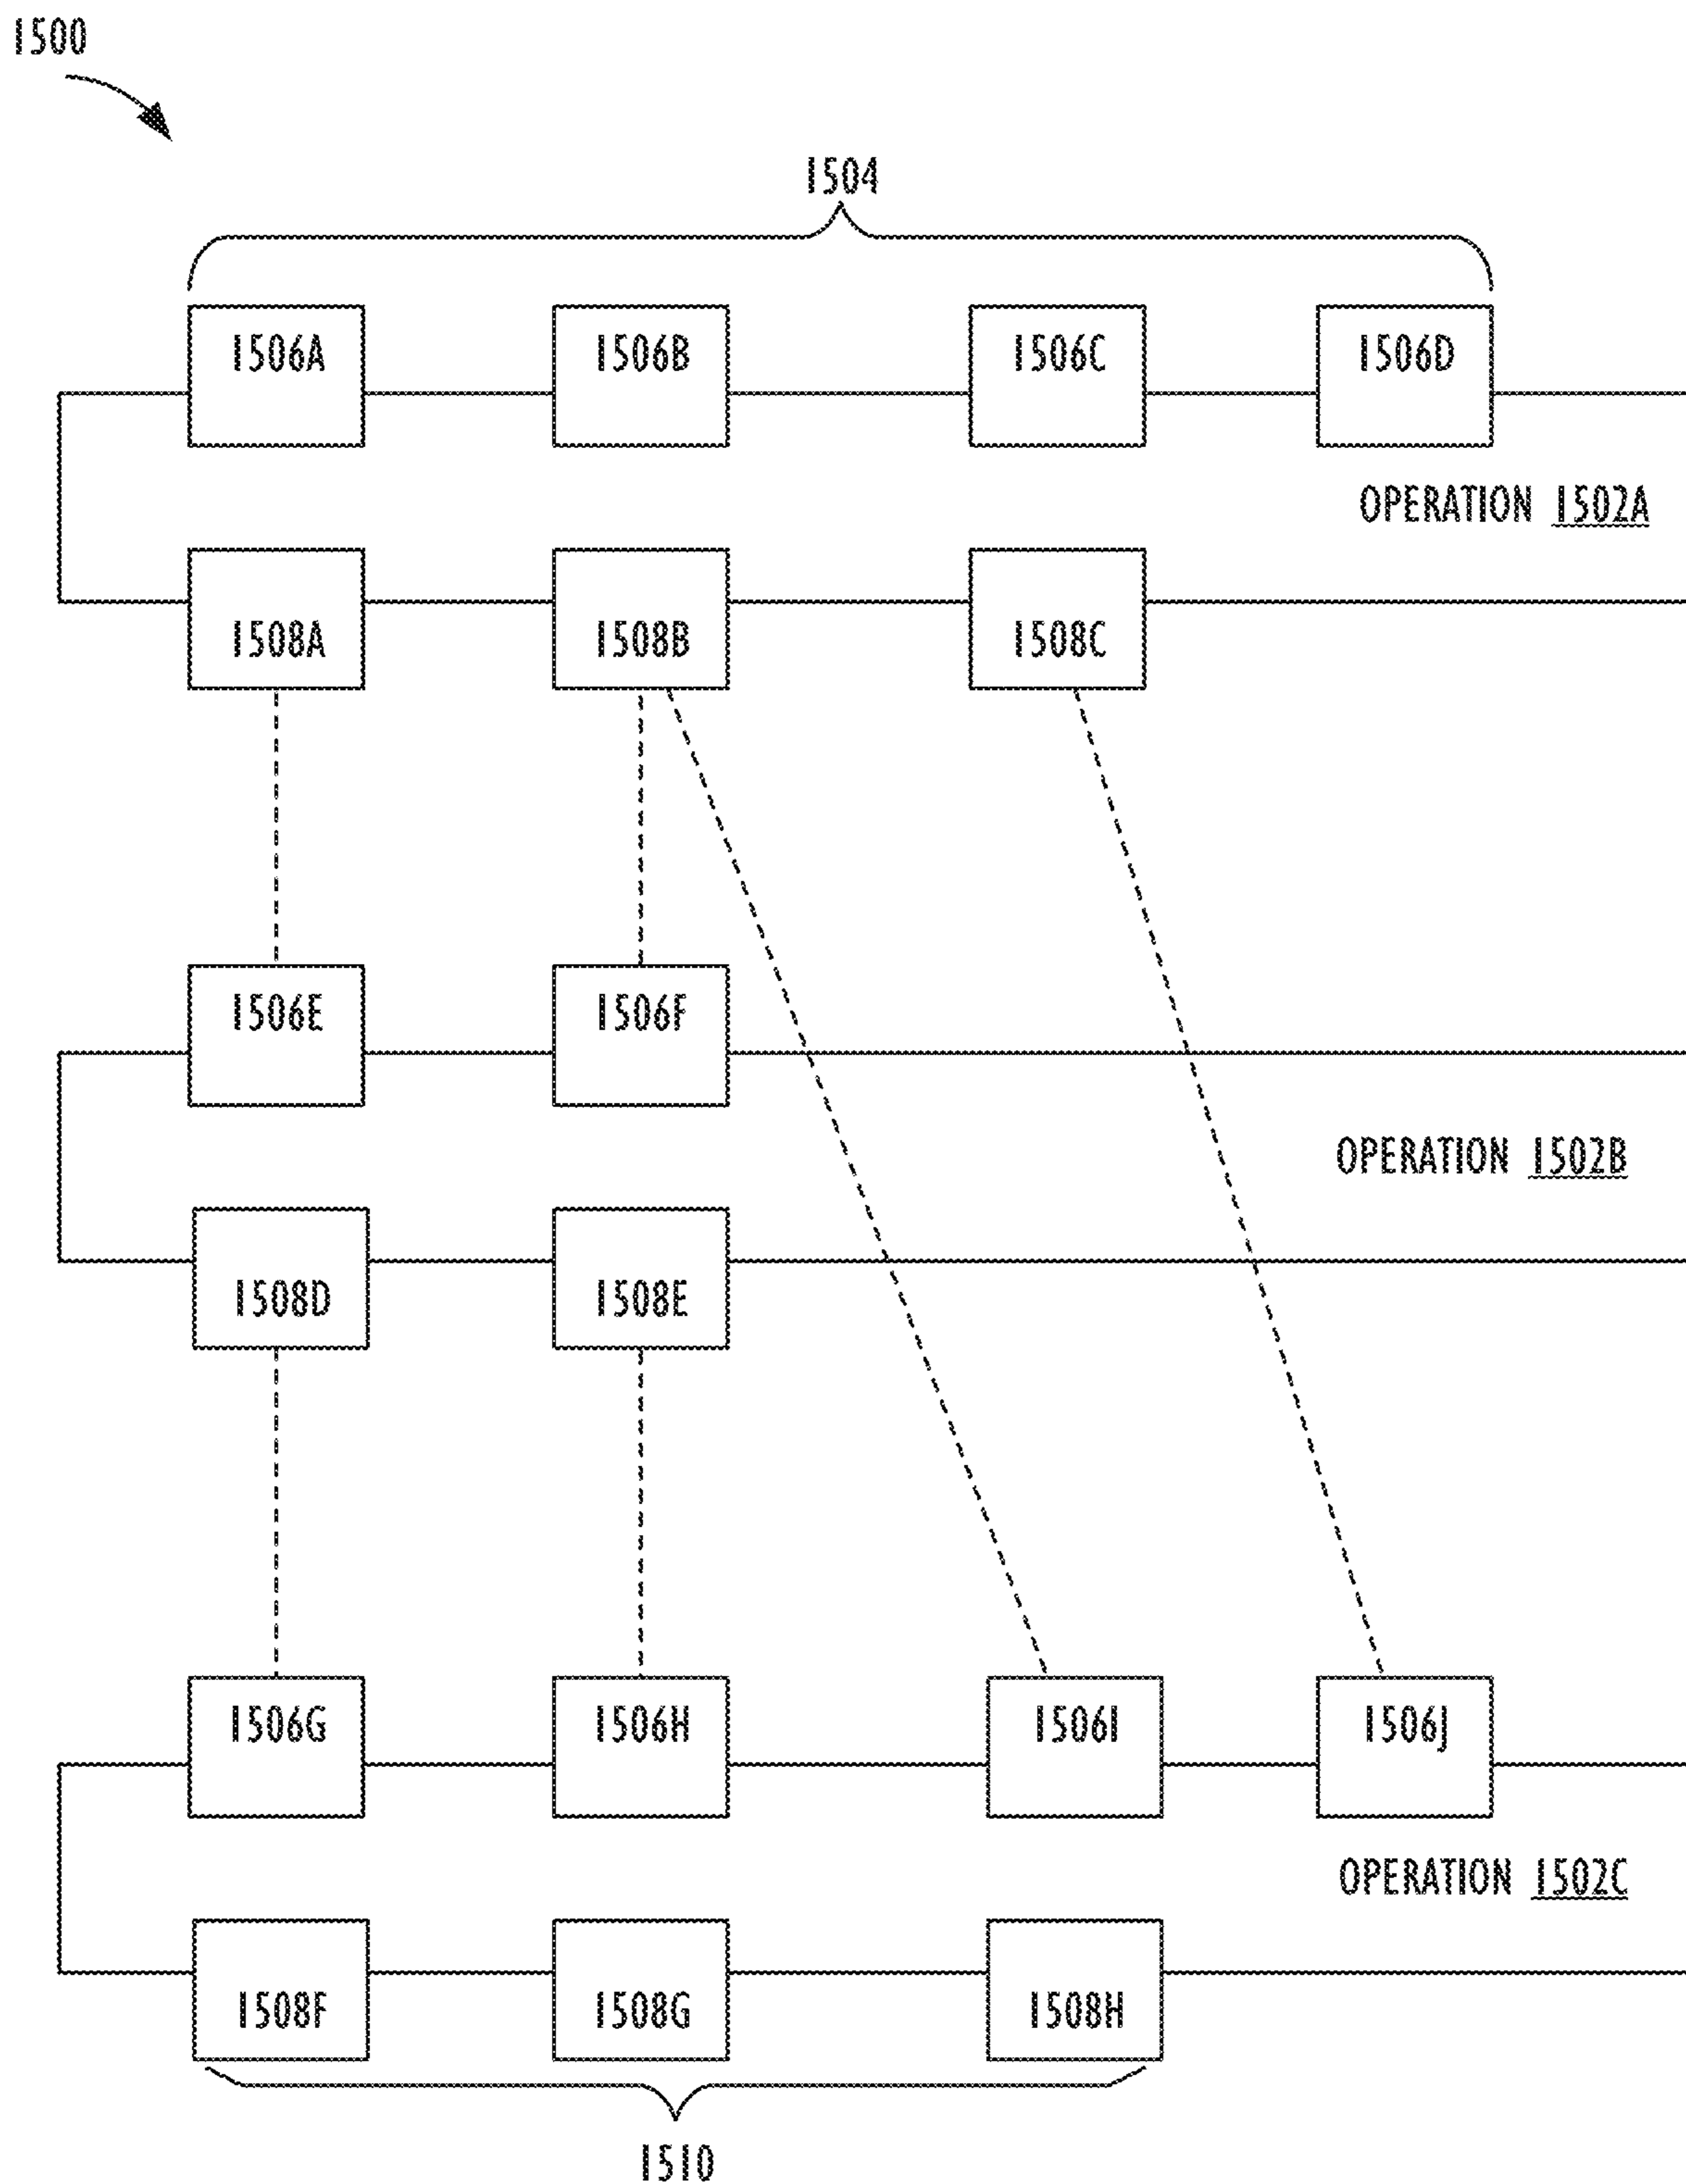 1500
1504
1506A 1506B 1506C 1506D
OPERATION 1502A
1508A 1508B 1508C
1506E 1506F
OPERATION 1502B
1508D 1508E
1506G 1506H 1506I 1506J
OPERATION 1502C
1508F 1508G 1508H
1510